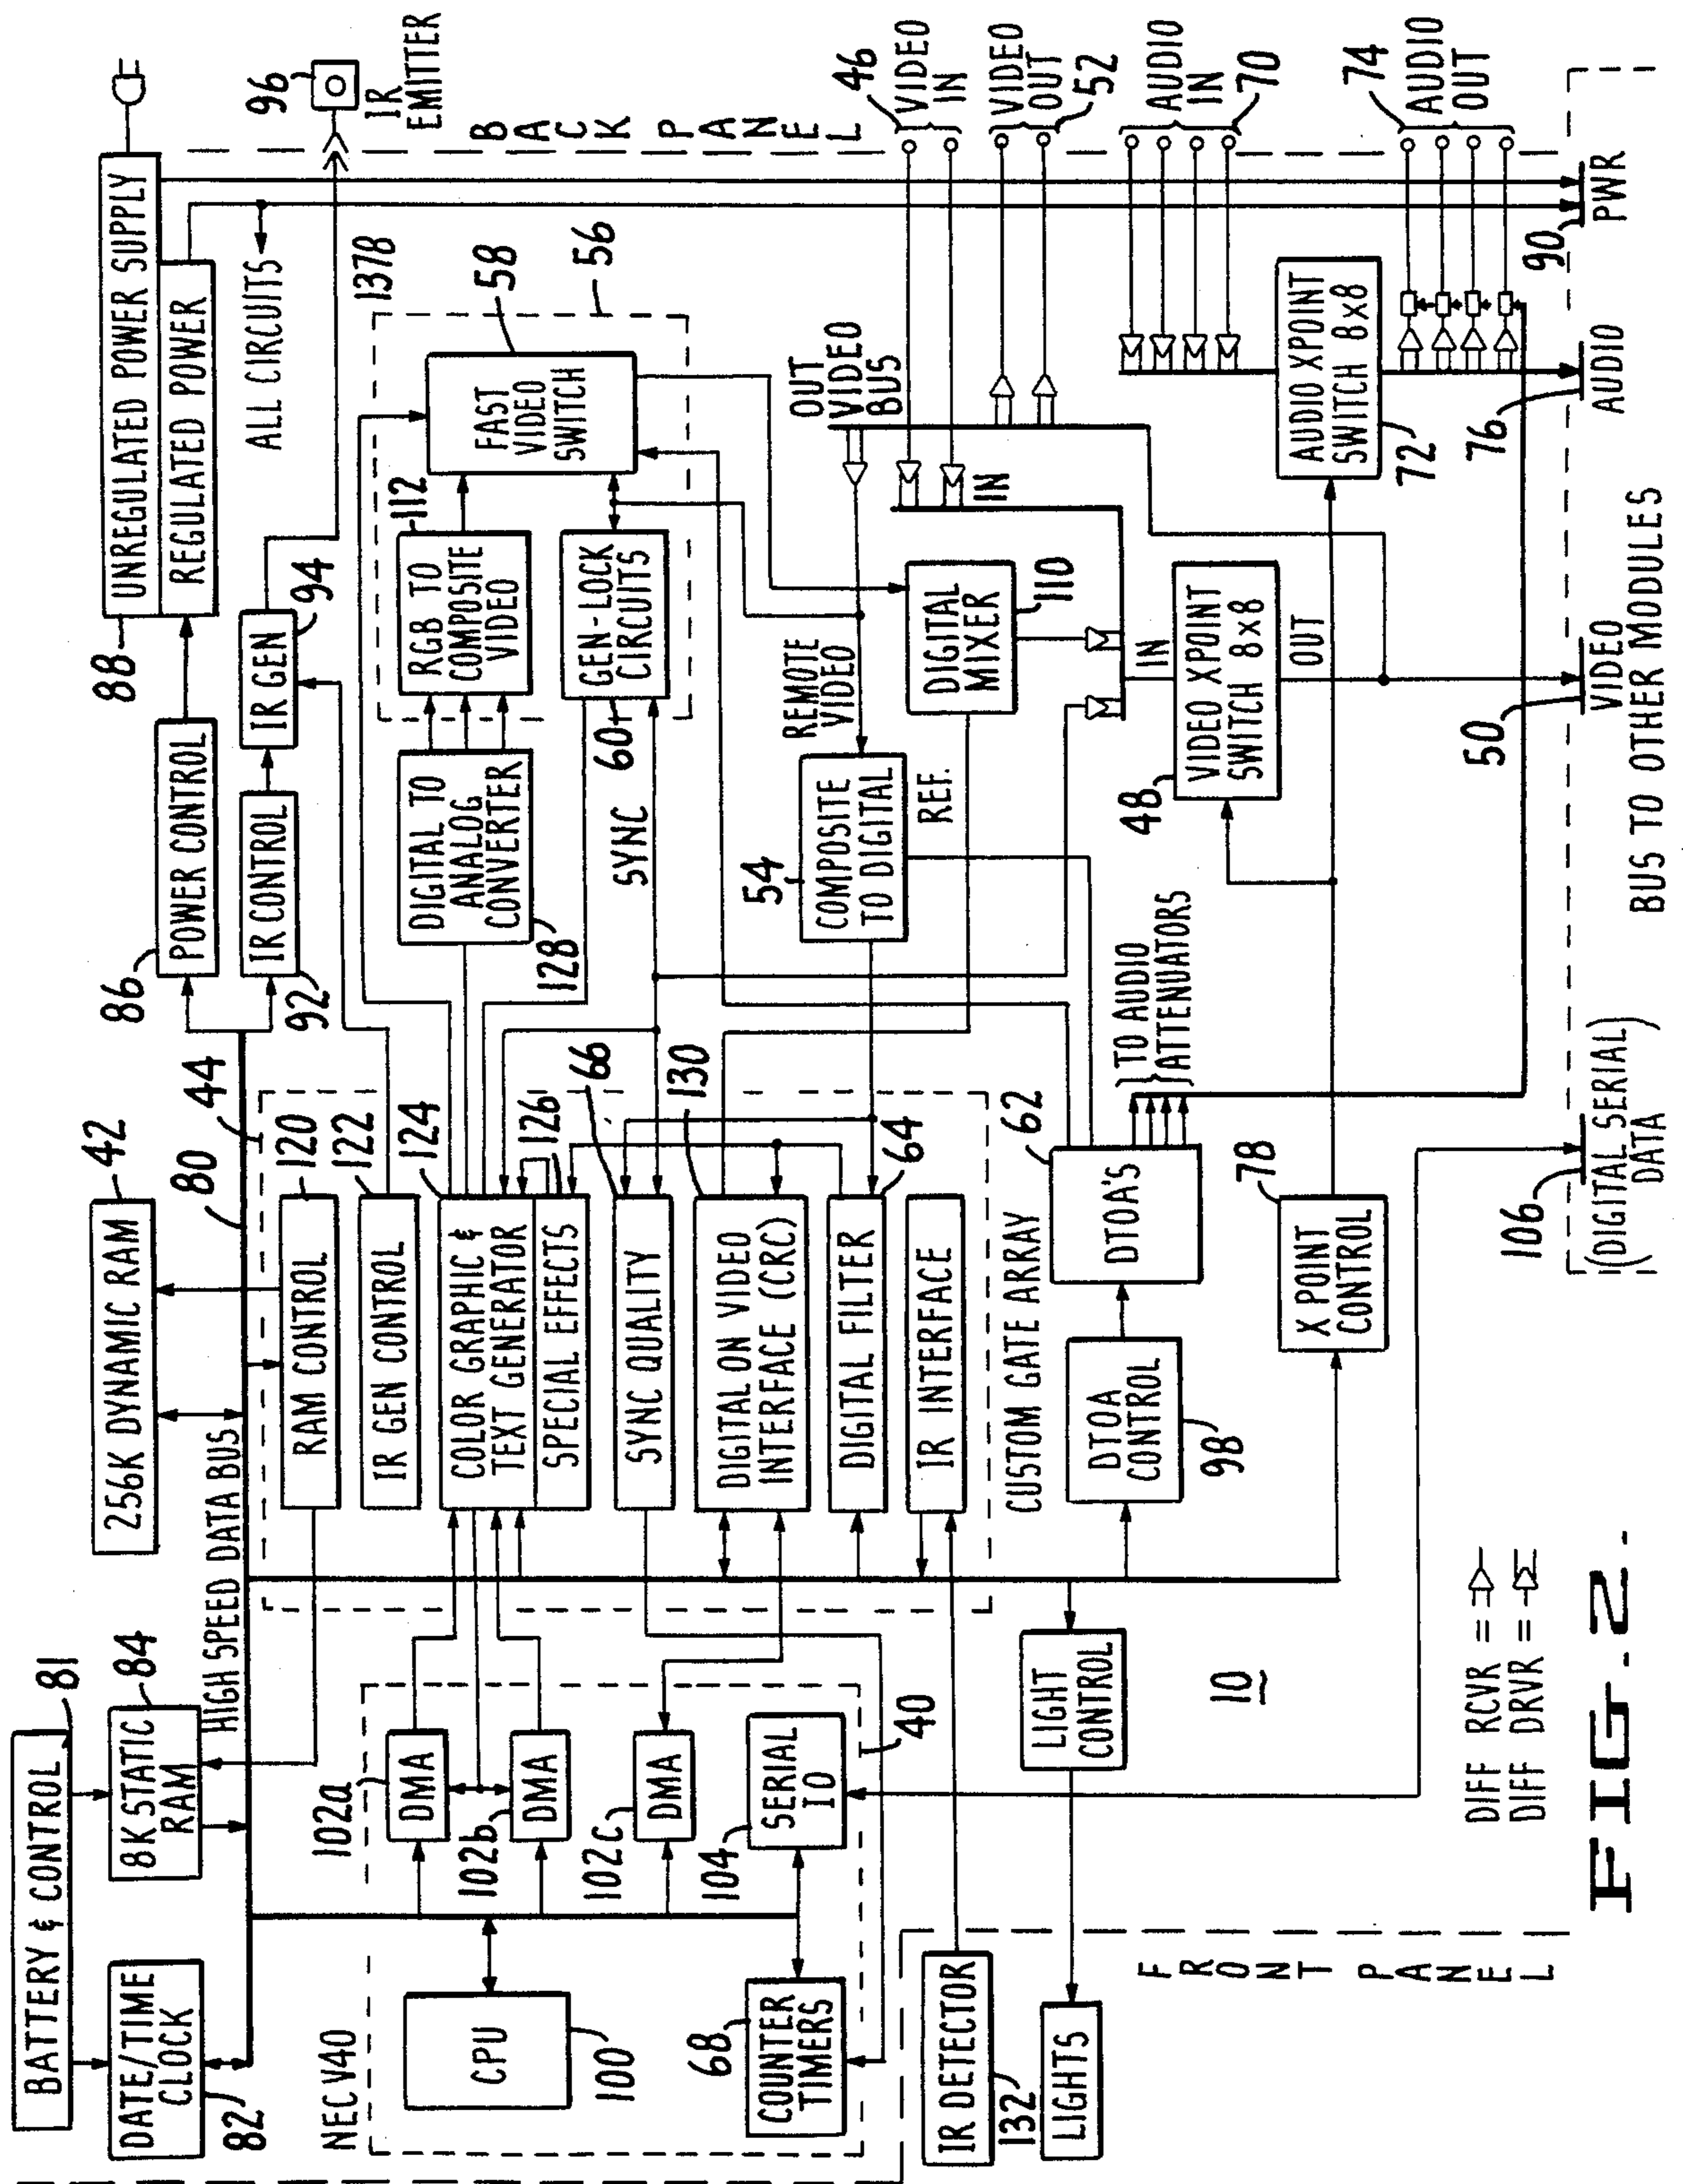 BATTERY & CONTROL
81
DATE/TIME
CLOCK
82
8K STATIC
RAM
84
HIGH SPEED DATA BUS
256K DYNAMIC RAM
42
80
44
86
POWER CONTROL
88
UNREGULATED POWER SUPPLY
REGULATED POWER
ALL CIRCUITS
IR CONTROL
92
IR GEN
94
96
IR
EMITTER
BACK PANEL
NEC V40
CPU
100
102a
DMA
102b
DMA
102c
DMA
104
SERIAL
IO
40
68
COUNTER
TIMERS
RAM CONTROL
120
IR GEN CONTROL
122
COLOR GRAPHIC &
TEXT GENERATOR
124
SPECIAL EFFECTS
126
SYNC QUALITY
66
DIGITAL ON VIDEO
INTERFACE (CRC)
130
DIGITAL FILTER
64
IR INTERFACE
CUSTOM GATE ARRAY
DIGITAL TO
ANALOG
CONVERTER
128
RGB TO
COMPOSITE
VIDEO
112
GEN-LOCK
CIRCUITS
60
SYNC
FAST
VIDEO
SWITCH
58
56
137B
COMPOSITE
TO DIGITAL
54
REF.
REMOTE
VIDEO
DIGITAL
MIXER
110
OUT
VIDEO
BUS
IN
46
VIDEO
IN
VIDEO
OUT
52
AUDIO
IN
70
74
AUDIO
OUT
IN
VIDEO XPOINT
SWITCH 8x8
48
OUT
AUDIO XPOINT
SWITCH 8x8
72
DTOA
CONTROL
98
DTOA'S
62
TO AUDIO
ATTENUATORS
X POINT
CONTROL
78
LIGHT
CONTROL
10
IR DETECTOR
132
LIGHTS
FRONT PANEL
DIFF RCVR =
DIFF DRVR =
106
(DIGITAL SERIAL)
DATA
50
VIDEO
76
AUDIO
90
PWR
BUS TO OTHER MODULES
FIG. 2.